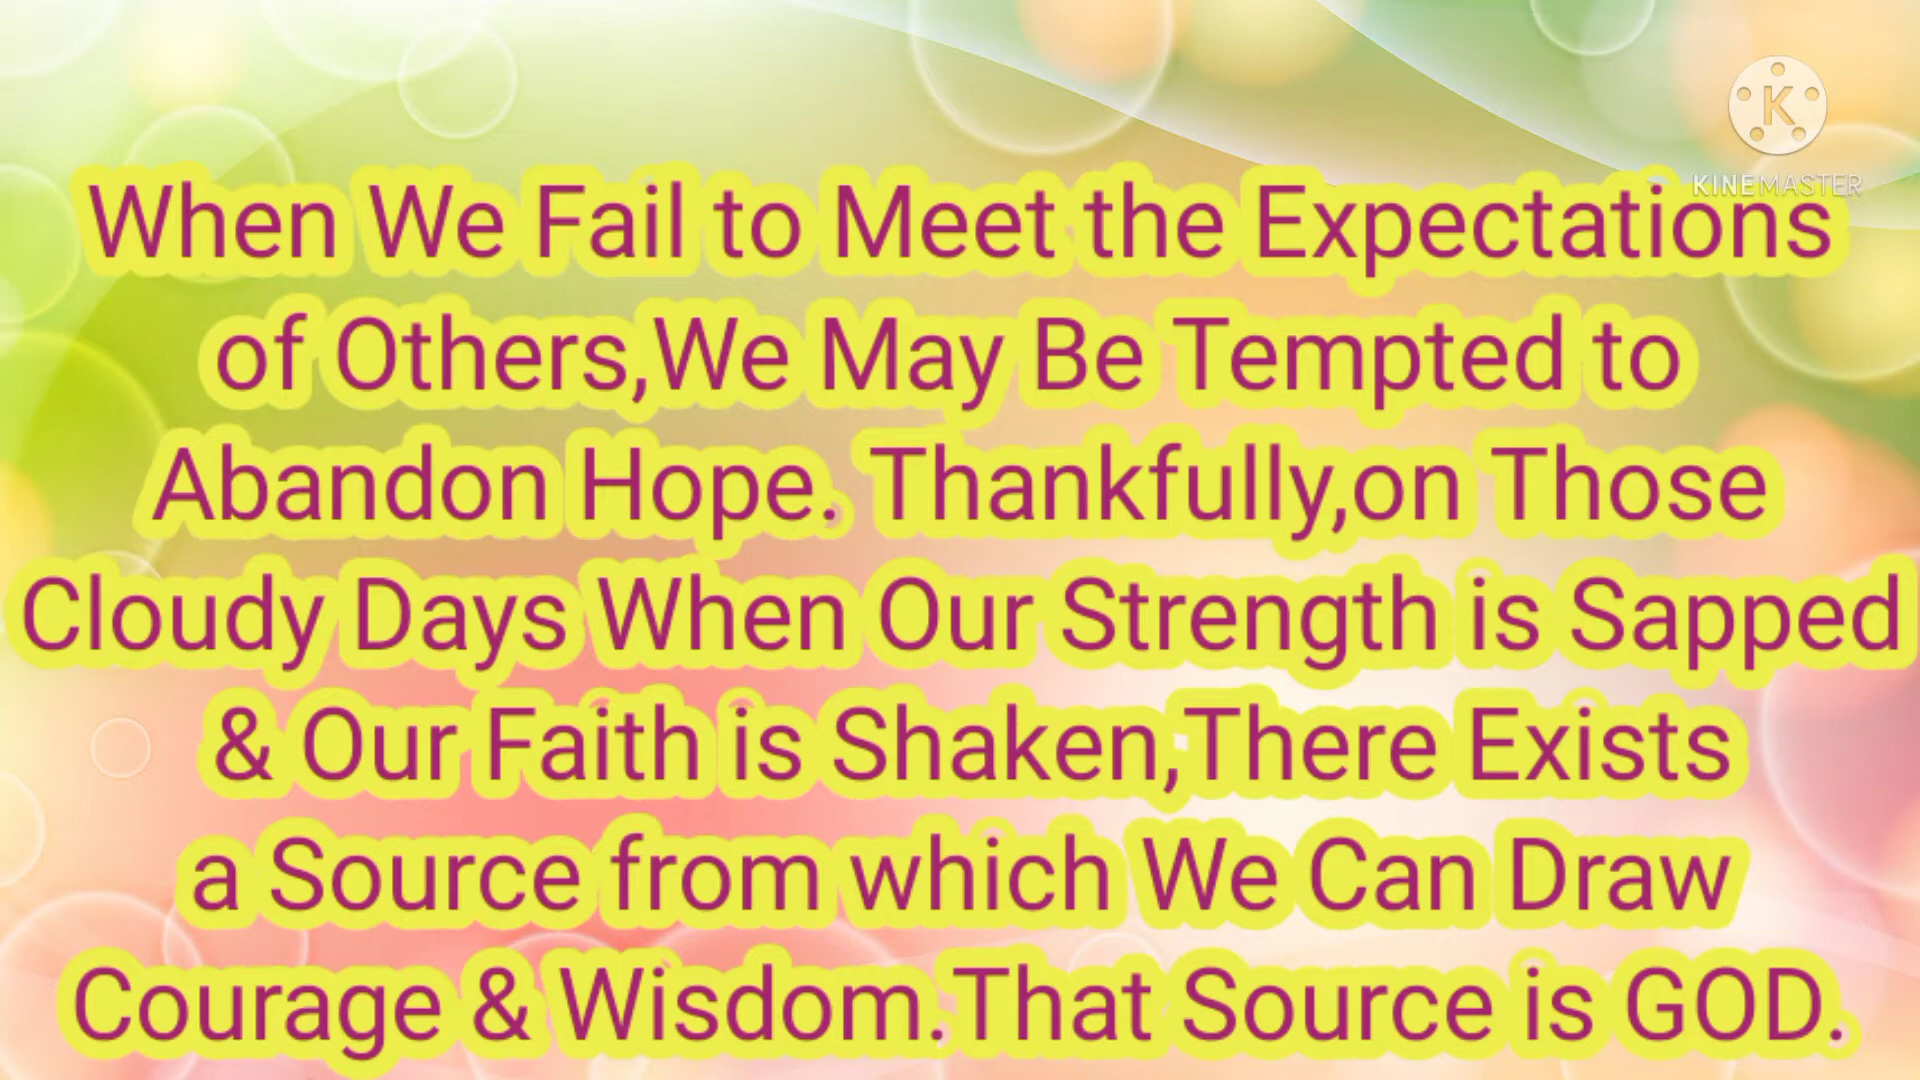 K
KINEMASTER
When We Fail to Meet the Expectations
of Others,We May Be Tempted to
Abandon Hope. Thankfully,on Those
Cloudy Days When Our Strength is Sapped
& Our Faith is Shaken,There Exists
a Source from which We Can Draw
Courage & Wisdom.That Source is GOD.